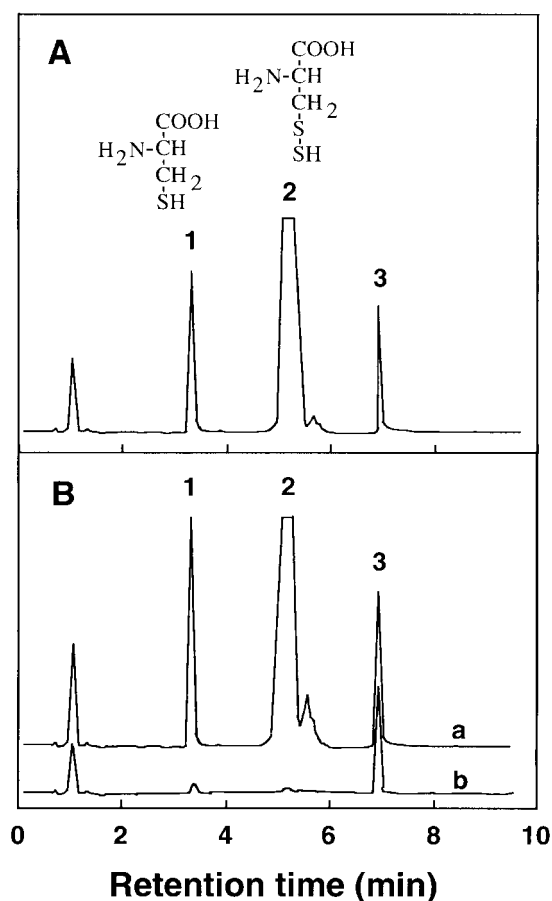 A
COOH
H2N-CH
CH2
S
SH
COOH
H2N-CH
CH2
SH
1
2
3
B
1
2
3
a
b
0 2 4 6 8 10
Retention time (min)